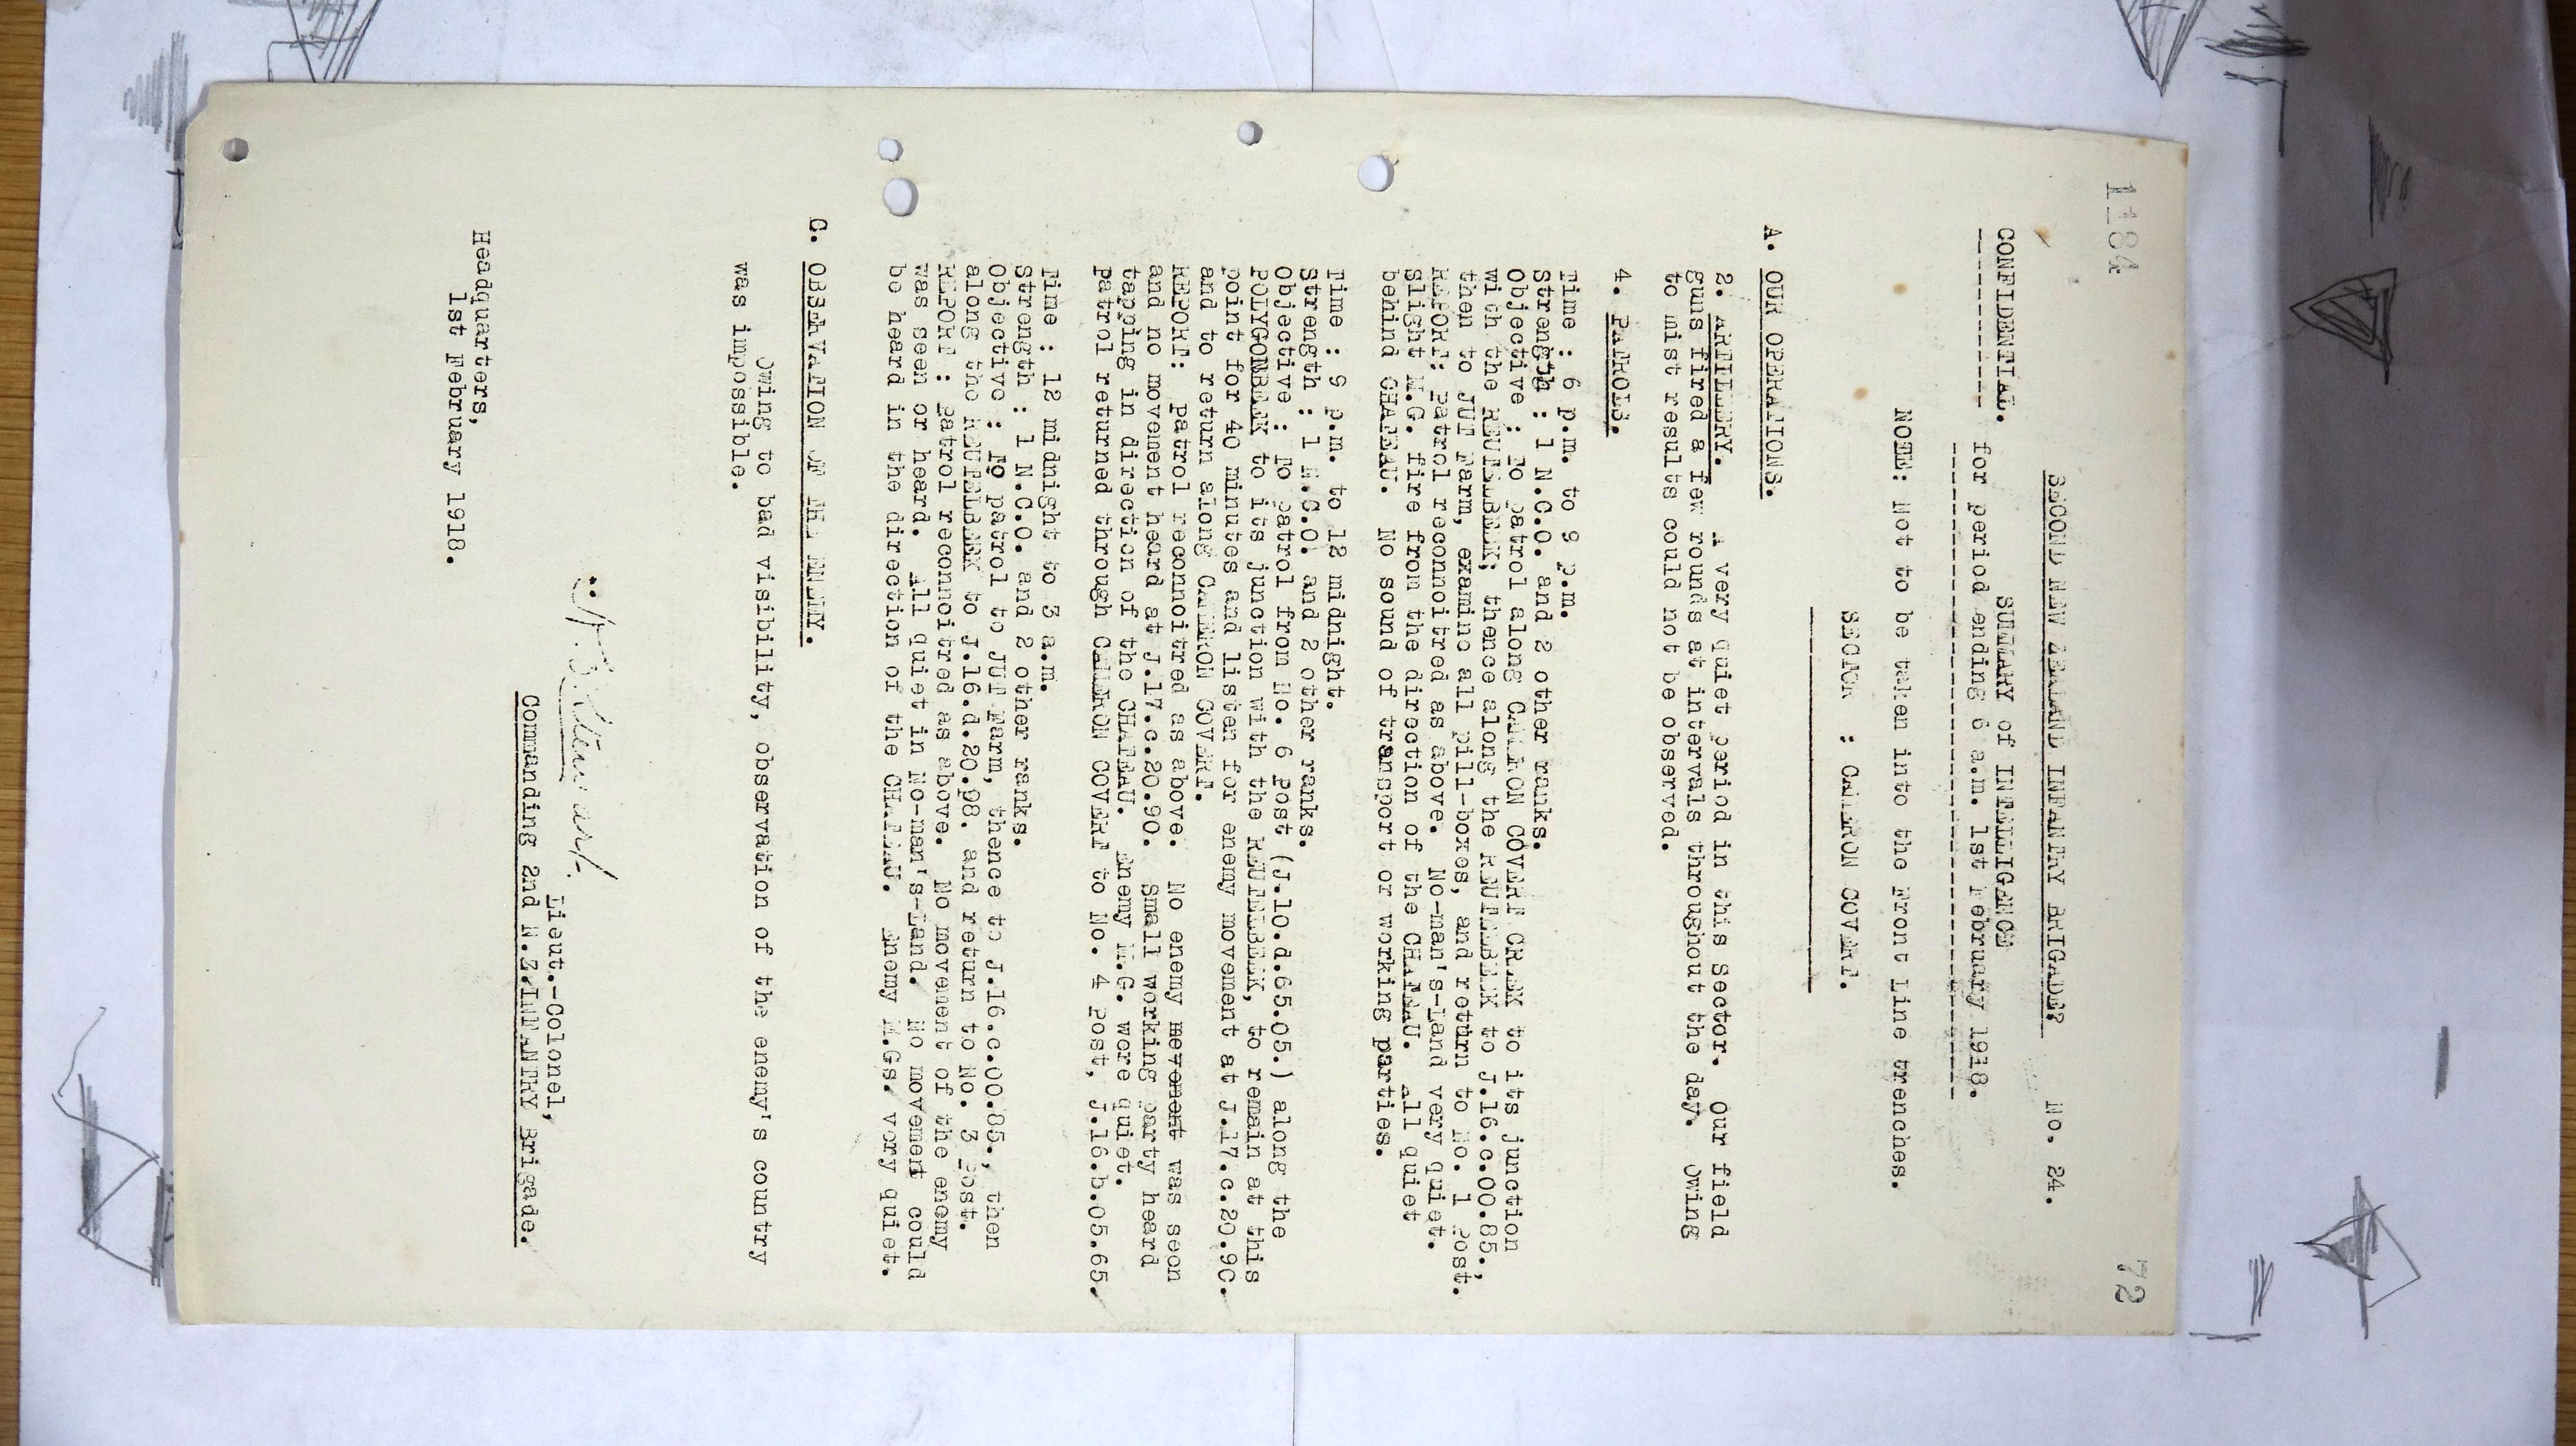 1184
72
SECOND NEW ZEALAND INFANTRY BRIGADE? No. 24.
SUMMARY of INTELLIGENCE
CONFIDENTIAL. for period ending 6 a.m. 1st February 1918.
NOTE: Not to be taken into the Front Line trenches.
SECTOR : CAMERON COVERT.
A. OUR OPERATIONS.
2. ARTILLERY. A very quiet period in this Sector. Our field
guns fired a few rounds at intervals throughout the day. Owing
to mist results could not be observed.
4. PATROLS.
Time : 6 p.m. to 9 p.m.
Strength : 1 N.C.O. and 2 other ranks.
Objective : To patrol along CAMERON COVERT CREEK to its junction
with the REUTELBEEK; thence along the REUTELBEEK to J.16.c.00.85.,
then to JUT Farm, examine all pill-boxes, and return to No. 1 Post.
REPORT: Patrol reconnoitred as above. No-man's-Land very quiet.
Slight M.G. fire from the direction of the CHATEAU. All quiet
behind CHATEAU. No sound of transport or working parties.
Time : 9 p.m. to 12 midnight.
Strength : 1 N.C.O. and 2 other ranks.
Objective : To patrol from No. 6 Post (J.10.d.65.05.) along the
POLYGONBEEK to its junction with the REUTELBEEK, to remain at this
point for 40 minutes and listen for enemy movement at J.17.c.20.90.
and to return along CAMERON COVERT.
REPORT: Patrol reconnoitred as above. No enemy movement was seen
and no movement heard at J.17.c.20.90. Small working party heard
tapping in direction of the CHATEAU. Enemy M.G. were quiet.
Patrol returned through CAMERON COVERT to No. 4 Post, J.16.b.05.65.
Time : 12 midnight to 3 a.m.
Strength : 1 N.C.O. and 2 other ranks.
Objective : To patrol to JUT Farm, thence to J.16.c.00.85., then
along the REUTELBEEK to J.16.d.20.98. and return to No. 3 Post.
REPORT : Patrol reconnoitred as above. No movement of the enemy
was seen or heard. All quiet in No-man's-Land. No movement could
be heard in the direction of the CHATEAU. Enemy M.Gs. very quiet.
C. OBSERVATION OF THE ENEMY.
Owing to bad visibility, observation of the enemy's country
was impossible.
Lieut.-Colonel,
Commanding 2nd N.Z.INFANTRY Brigade.
Headquarters,
1st February 1918.